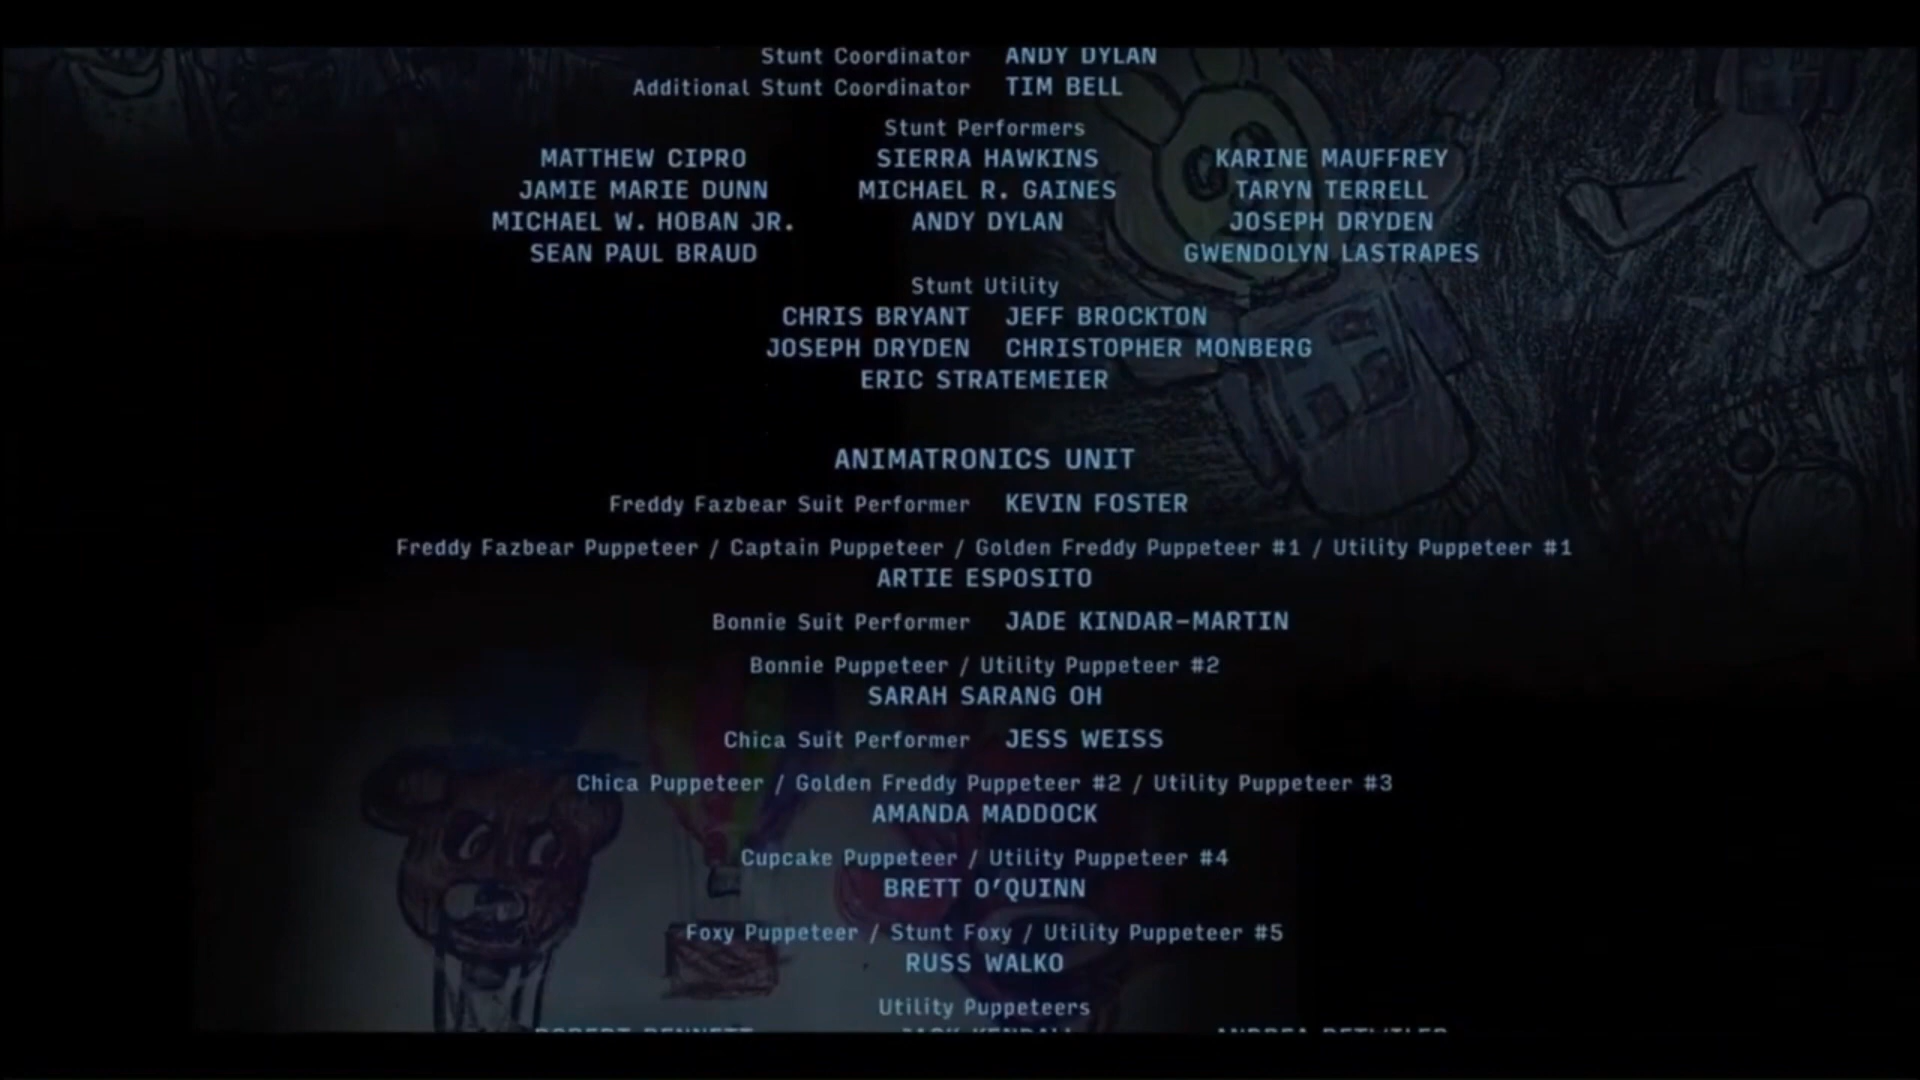 Stunt Coordinator ANDY DYLAN
Additional Stunt Coordinator TIM BELL
Stunt Performers
MATTHEW CIPRO SIERRA HAWKINS KARINE MAUFFREY
JAMIE MARIE DUNN MICHAEL R. GAINES TARYN TERRELL
MICHAEL W. HOBAN JR. ANDY DYLAN JOSEPH DRYDEN
SEAN PAUL BRAUD GWENDOLYN LASTRAPES
Stunt Utility
CHRIS BRYANT JEFF BROCKTON
JOSEPH DRYDEN CHRISTOPHER MONBERG
ERIC STRATEMEIER
ANIMATRONICS UNIT
Freddy Fazbear Suit Performer KEVIN FOSTER
Freddy Fazbear Puppeteer / Captain Puppeteer / Golden Freddy Puppeteer #1 / Utility Puppeteer #1
ARTIE ESPOSITO
Bonnie Suit Performer JADE KINDAR-MARTIN
Bonnie Puppeteer / Utility Puppeteer #2
SARAH SARANG OH
Chica Suit Performer JESS WEISS
Chica Puppeteer / Golden Freddy Puppeteer #2 / Utility Puppeteer #3
AMANDA MADDOCK
Cupcake Puppeteer / Utility Puppeteer #4
BRETT O'QUINN
Foxy Puppeteer / Stunt Foxy / Utility Puppeteer #5
RUSS WALKO
Utility Puppeteers